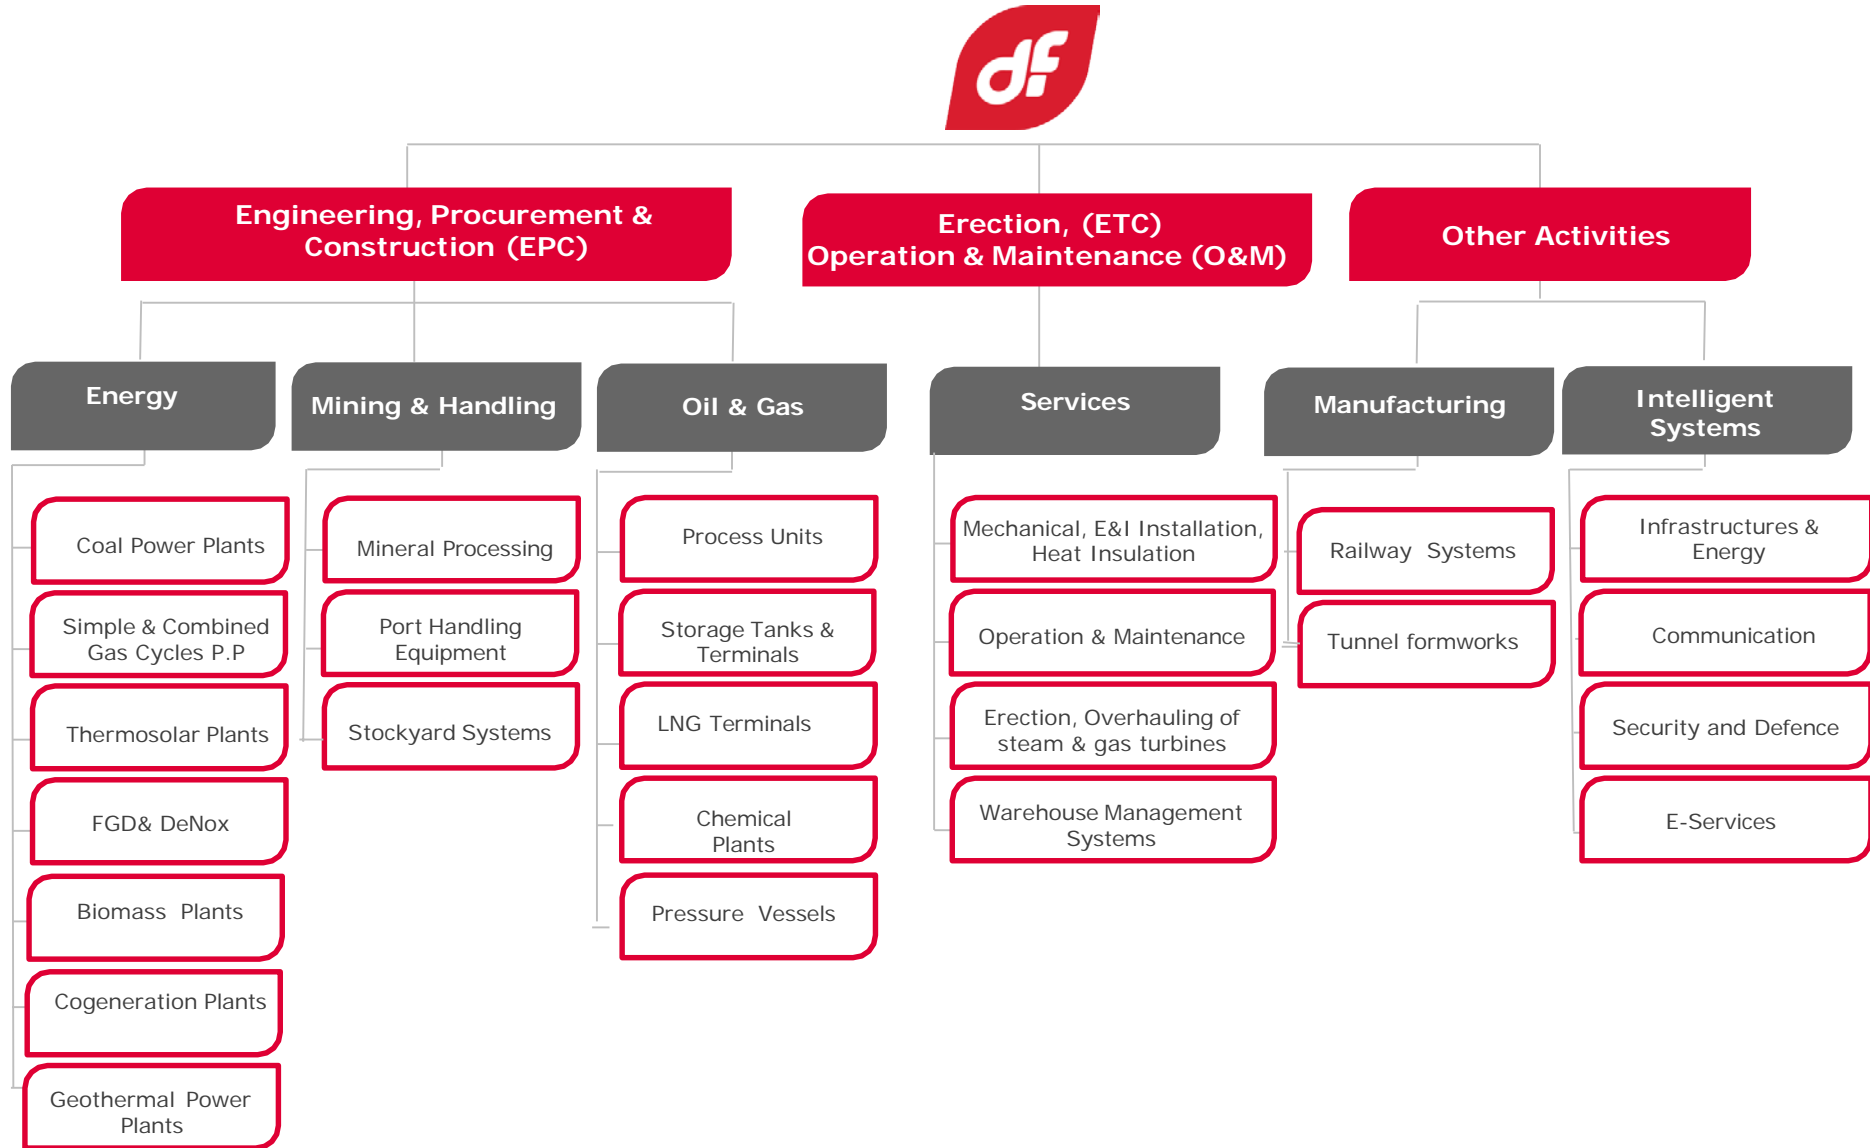 df
Engineering, Procurement &
Construction (EPC)
Erection, (ETC)
Operation & Maintenance (O&M)
Other Activities
Energy
Mining & Handling
Oil & Gas
Services
Manufacturing
Intelligent
Systems
Coal Power Plants
Simple & Combined
Gas Cycles P.P
Thermosolar Plants
FGD& DeNox
Biomass Plants
Cogeneration Plants
Geothermal Power
Plants
Mineral Processing
Port Handling
Equipment
Stockyard Systems
Process Units
Storage Tanks &
Terminals
LNG Terminals
Chemical
Plants
Pressure Vessels
Mechanical, E&I Installation,
Heat Insulation
Operation & Maintenance
Erection, Overhauling of
steam & gas turbines
Warehouse Management
Systems
Railway Systems
Tunnel formworks
Infrastructures &
Energy
Communication
Security and Defence
E-Services